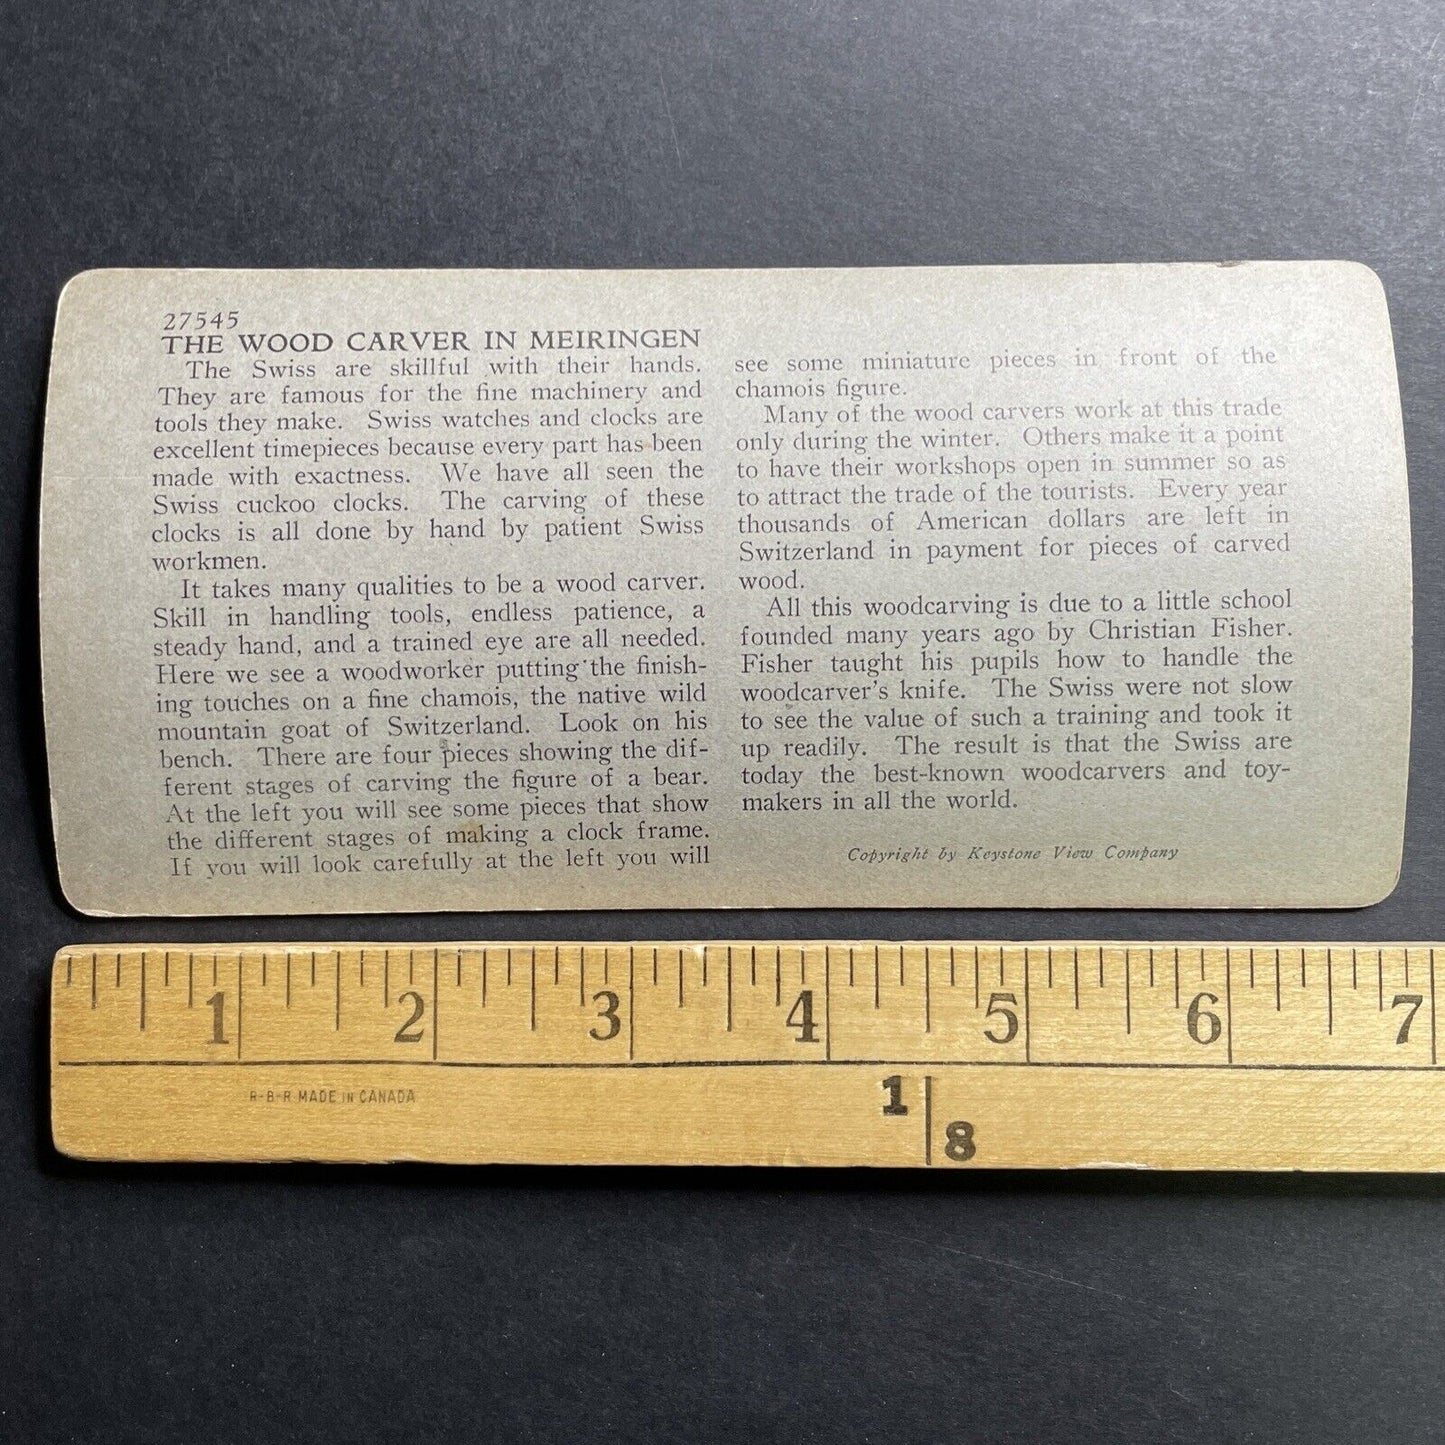 27545
THE WOOD CARVER IN MEIRINGEN
The Swiss are skillful with their hands.
They are famous for the fine machinery and
tools they make. Swiss watches and clocks are
excellent timepieces because every part has been
made with exactness. We have all seen the
Swiss cuckoo clocks. The carving of these
clocks is all done by hand by patient Swiss
workmen.
It takes many qualities to be a wood carver.
Skill in handling tools, endless patience, a
steady hand, and a trained eye are all needed.
Here we see a woodworker putting the finish-
ing touches on a fine chamois, the native wild
mountain goat of Switzerland. Look on his
bench. There are four pieces showing the dif-
ferent stages of carving the figure of a bear.
At the left you will see some pieces that show
the different stages of making a clock frame.
If you will look carefully at the left you will
see some miniature pieces in front of the
chamois figure.
Many of the wood carvers work at this trade
only during the winter. Others make it a point
to have their workshops open in summer so as
to attract the trade of the tourists. Every year
thousands of American dollars are left in
Switzerland in payment for pieces of carved
wood.
All this woodcarving is due to a little school
founded many years ago by Christian Fisher.
Fisher taught his pupils how to handle the
woodcarver's knife. The Swiss were not slow
to see the value of such a training and took it
up readily. The result is that the Swiss are
today the best-known woodcarvers and toy-
makers in all the world.
Copyright by Keystone View Company
1 2 3 4 5 6 7
R-B-R MADE IN CANADA
1
8